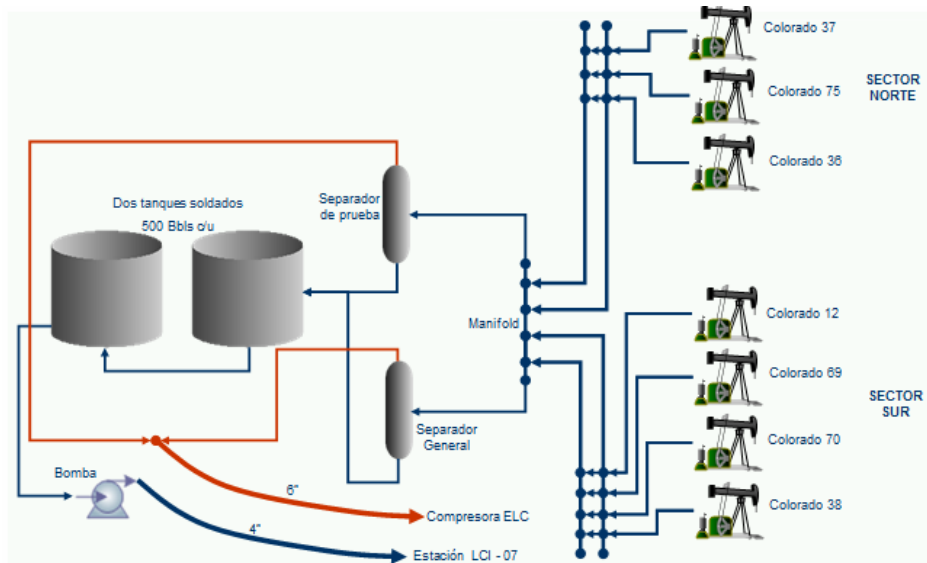 Colorado 37
Colorado 75
SECTOR
NORTE
Colorado 36
Dos tanques soldados
500 Bbls c/u
Separador
de prueba
Manifold
Colorado 12
Colorado 69
SECTOR
SUR
Colorado 70
Separador
General
Bomba
6"
4"
Colorado 38
Compresora ELC
Estación LCI - 07